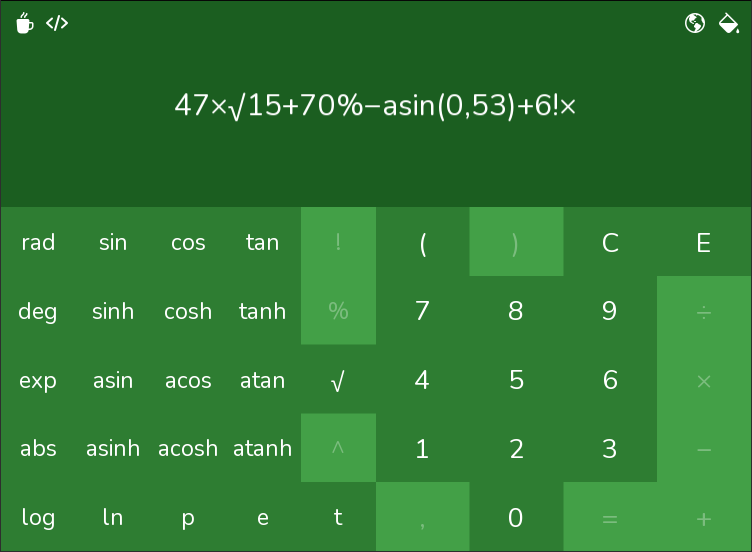 </>
47×√15+70%−asin(0,53)+6!×
rad sin cos tan ! ( ) C E
deg sinh cosh tanh % 7 8 9 ÷
exp asin acos atan √ 4 5 6 ×
abs asinh acosh atanh ^ 1 2 3 −
log ln p e t , 0 = +